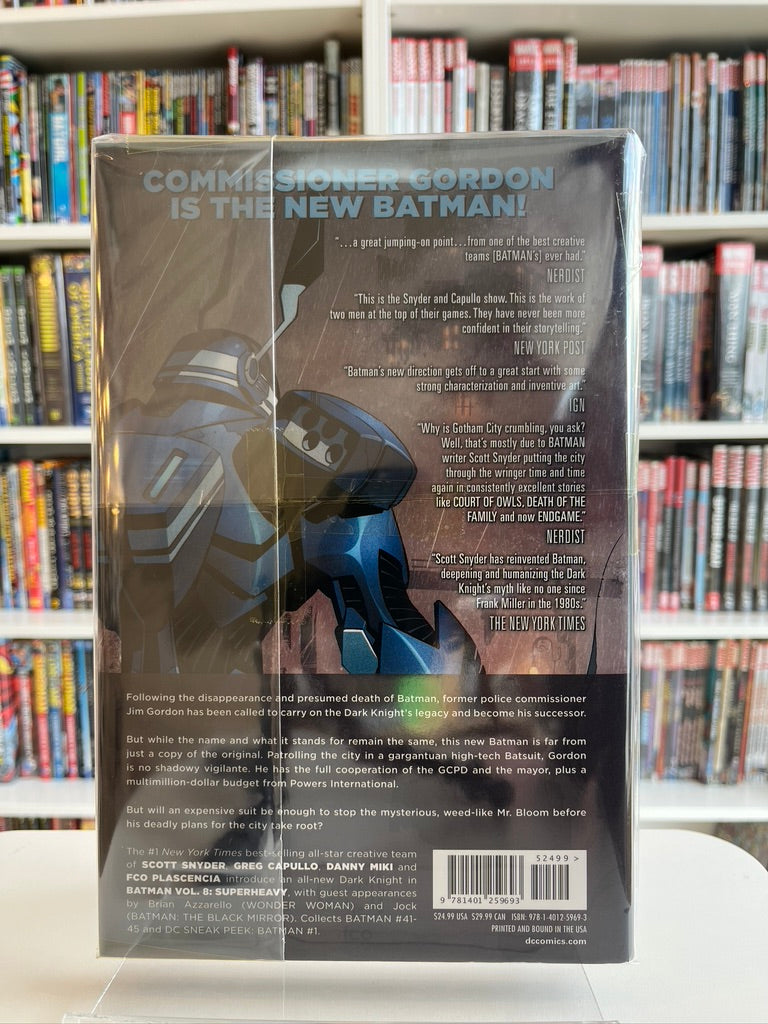 COMMISSIONER GORDON
IS THE NEW BATMAN!
“...a great jumping-on point...from one of the best creative
teams [BATMAN’s] ever had.”
NERDIST
“This is the Snyder and Capullo show. This is the work of
two men at the top of their games. They have never been more
confident in their storytelling.”
NEW YORK POST
“Batman’s new direction gets off to a great start with some
strong characterization and inventive art.”
IGN
“Why is Gotham City crumbling, you ask?
Well, that’s mostly due to BATMAN
writer Scott Snyder putting the city
through the wringer time and time
again in consistently excellent stories
like COURT OF OWLS, DEATH OF THE
FAMILY and now ENDGAME.”
NERDIST
“Scott Snyder has reinvented Batman,
deepening and humanizing the Dark
Knight’s myth like no one since
Frank Miller in the 1980s.”
THE NEW YORK TIMES
Following the disappearance and presumed death of Batman, former police commissioner
Jim Gordon has been called to carry on the Dark Knight’s legacy and become his successor.
But while the name and what it stands for remain the same, this new Batman is far from
just a copy of the original. Patrolling the city in a gargantuan high-tech Batsuit, Gordon
is no shadowy vigilante. He has the full cooperation of the GCPD and the mayor, plus a
multimillion-dollar budget from Powers International.
But will an expensive suit be enough to stop the mysterious, weed-like Mr. Bloom before
his deadly plans for the city take root?
The #1 New York Times best-selling all-star creative team
of SCOTT SNYDER, GREG CAPULLO, DANNY MIKI and
FCO PLASCENCIA introduce an all-new Dark Knight in
BATMAN VOL. 8: SUPERHEAVY, with guest appearances
by Brian Azzarello (WONDER WOMAN) and Jock
(BATMAN: THE BLACK MIRROR). Collects BATMAN #41-
45 and DC SNEAK PEEK: BATMAN #1.
52499 >
9 781401 259693
$24.99 USA $29.99 CAN ISBN: 978-1-4012-5969-3
PRINTED AND BOUND IN THE USA
dccomics.com